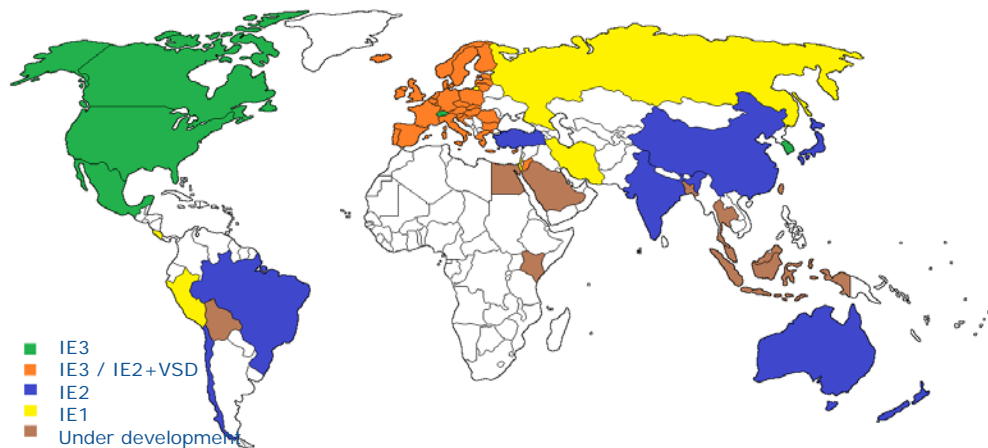 IE3
IE3 / IE2+VSD
IE2
IE1
Under development